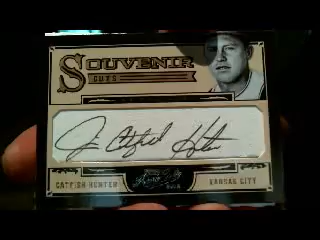 SOUVENIR
CUTS
Jim Catfish Hunter
CATFISH HUNTER
KANSAS CITY